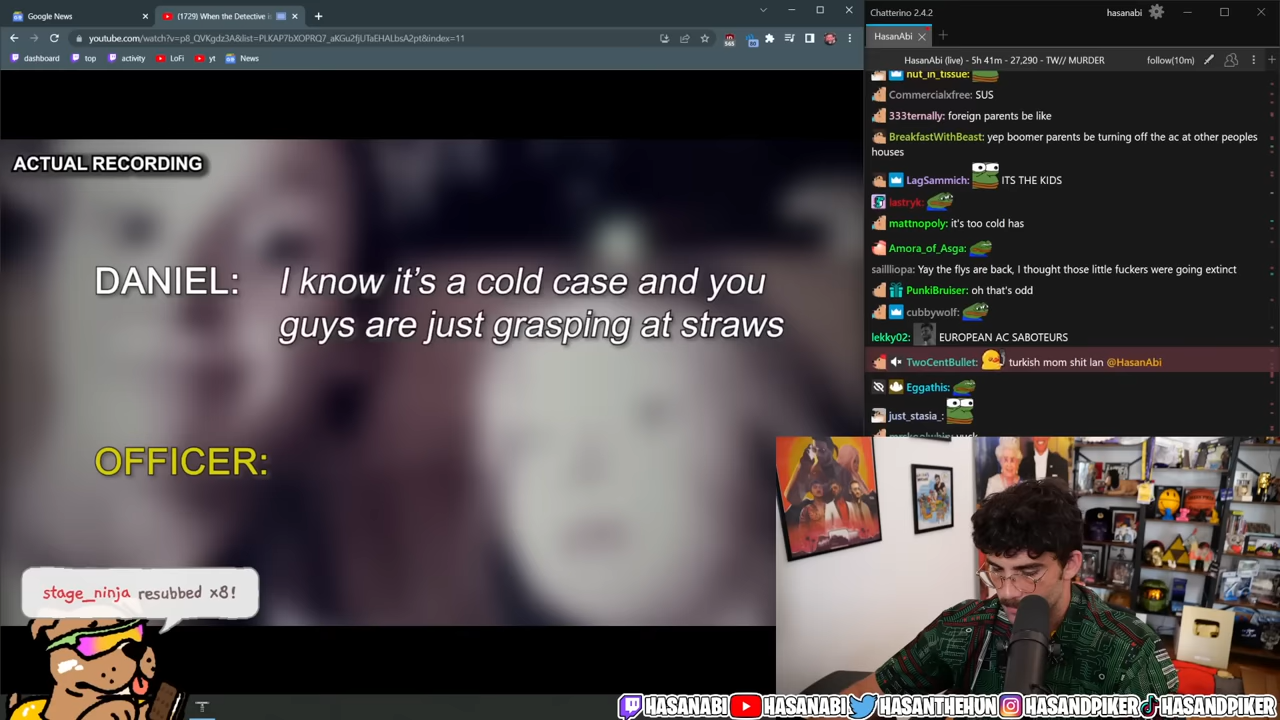 Google News
(1729) When the Detective i
youtube.com/watch?v=p8_QVKgdz3A&list=PLKAP7bXOPRQ7_aKGu2fjUTaEHALbsA2pt&index=11
565
80
dashboard
top
activity
LoFi
yt
News
ACTUAL RECORDING
DANIEL: I know it's a cold case and you
guys are just grasping at straws
OFFICER:
stage_ninja resubbed x8!
Chatterino 2.4.2
hasanabi
HasanAbi
HasanAbi (live) - 5h 41m - 27,290 - TW// MURDER
follow(10m)
nut_in_tissue:
Commercialxfree: SUS
333ternally: foreign parents be like
BreakfastWithBeast: yep boomer parents be turning off the ac at other peoples
houses
LagSammich: ITS THE KIDS
lastryk:
mattnopoly: it's too cold has
Amora_of_Asga:
saillliopa: Yay the flys are back, I thought those little fuckers were going extinct
PunkiBruiser: oh that's odd
cubbywolf:
lekky02: EUROPEAN AC SABOTEURS
TwoCentBullet: turkish mom shit lan @HasanAbi
Eggathis:
just_stasia_:
HASANABI HASANABI HASANTHEHUN HASANDPIKER HASANDPIKER